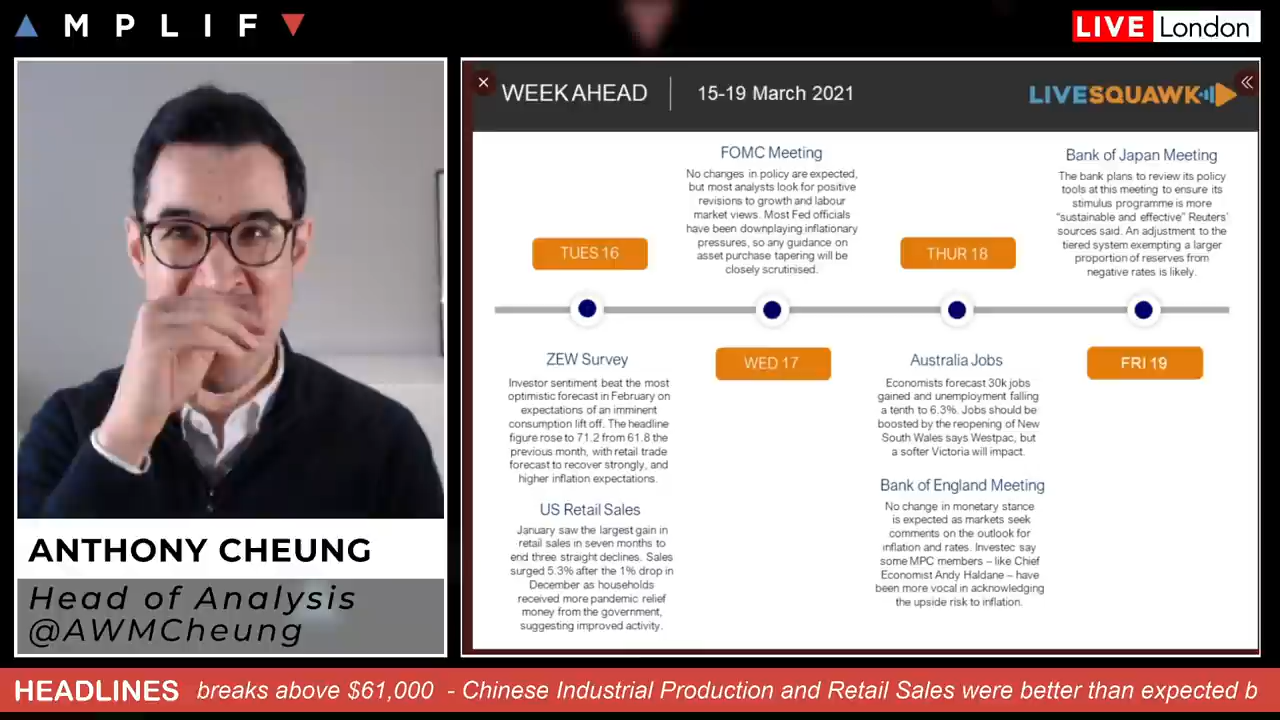 AMPLIFY
LIVE London
WEEK AHEAD | 15-19 March 2021
LIVESQUAWK
FOMC Meeting
No changes in policy are expected,
but most analysts look for positive
revisions to growth and labour
market views. Most Fed officials
have been downplaying inflationary
pressures, so any guidance on
asset purchase tapering will be
closely scrutinised.
Bank of Japan Meeting
The bank plans to review its policy
tools at this meeting to ensure its
stimulus programme is more
"sustainable and effective" Reuters'
sources said. An adjustment to the
tiered system exempting a larger
proportion of reserves from
negative rates is likely.
TUES 16
THUR 18
WED 17
FRI 19
ZEW Survey
Investor sentiment beat the most
optimistic forecast in February on
expectations of an imminent
consumption lift off. The headline
figure rose to 71.2 from 61.8 the
previous month, with retail trade
forecast to recover strongly, and
higher inflation expectations.
US Retail Sales
January saw the largest gain in
retail sales in seven months to
end three straight declines. Sales
surged 5.3% after the 1% drop in
December as households
received more pandemic relief
money from the government,
suggesting improved activity.
Australia Jobs
Economists forecast 30k jobs
gained and unemployment falling
a tenth to 6.3%. Jobs should be
boosted by the reopening of New
South Wales says Westpac, but
a softer Victoria will impact.
Bank of England Meeting
No change in monetary stance
is expected as markets seek
comments on the outlook for
inflation and rates. Investec say
some MPC members – like Chief
Economist Andy Haldane – have
been more vocal in acknowledging
the upside risk to inflation.
ANTHONY CHEUNG
Head of Analysis
@AWMCheung
HEADLINES breaks above $61,000 - Chinese Industrial Production and Retail Sales were better than expected b